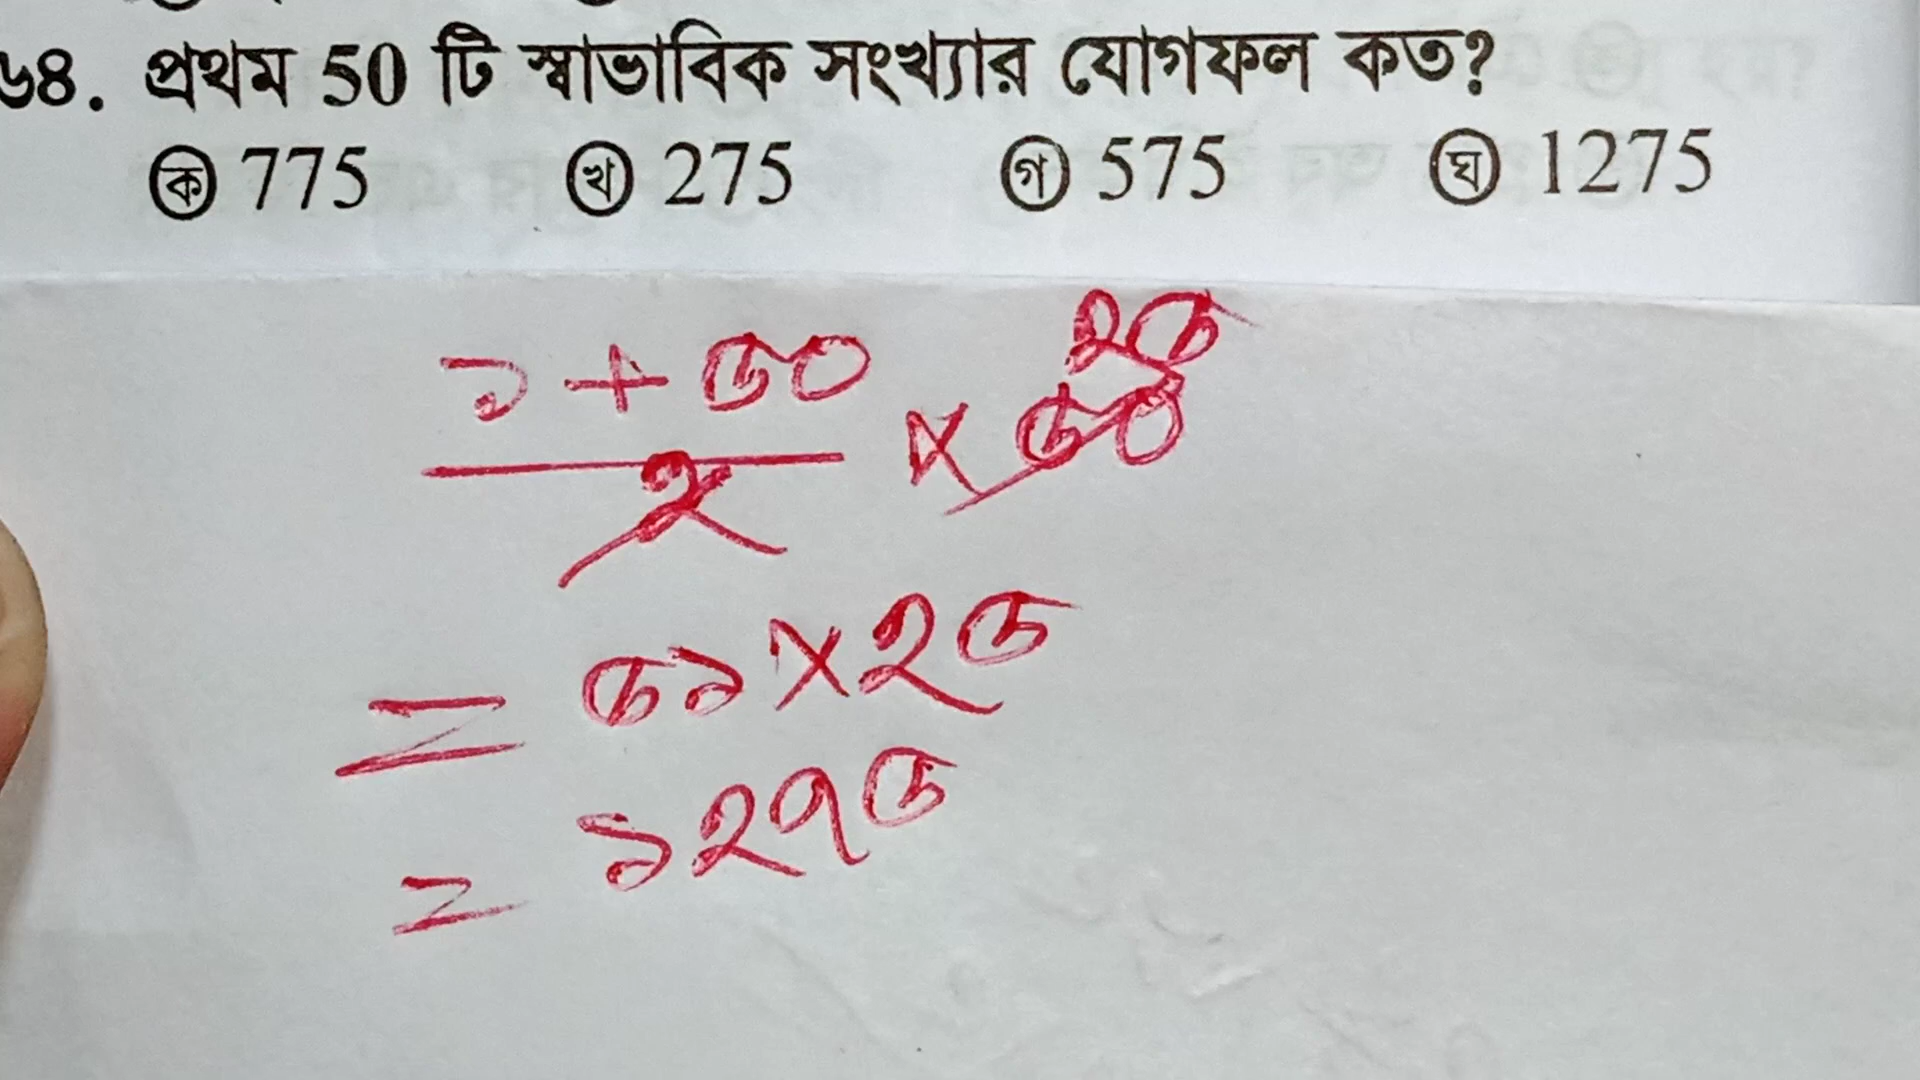 ৬৪. প্রথম 50 টি স্বাভাবিক সংখ্যার যোগফল কত?
ক 775 খ 275 গ 575 ঘ 1275
২৫
১ + ৫০ × ৫০
২
= ৫১ × ২৫
= ১২৭৫